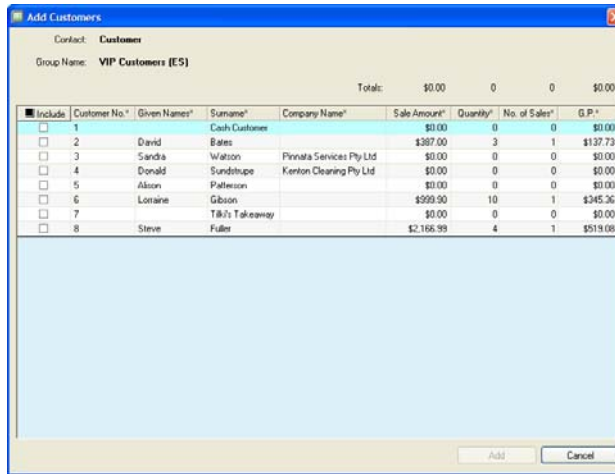 Add Customers
Contact: Customer
Group Name: VIP Customers (ES)
Totals: $0.00 0 0 $0.00
Include Customer No.* Given Names* Surname* Company Name* Sale Amount* Quantity* No. of Sales* G.P.*
1 Cash Customer $0.00 0 0 $0.00
2 David Bates $387.00 3 1 $137.73
3 Sandra Watson Pinnata Services Pty Ltd $0.00 0 0 $0.00
4 Donald Sundstrupe Kenton Cleaning Pty Ltd $0.00 0 0 $0.00
5 Alison Patterson $0.00 0 0 $0.00
6 Lorraine Gibson $999.90 10 1 $345.36
7 Tilki's Takeaway $0.00 0 0 $0.00
8 Steve Fuller $2,166.99 4 1 $519.08
Add Cancel